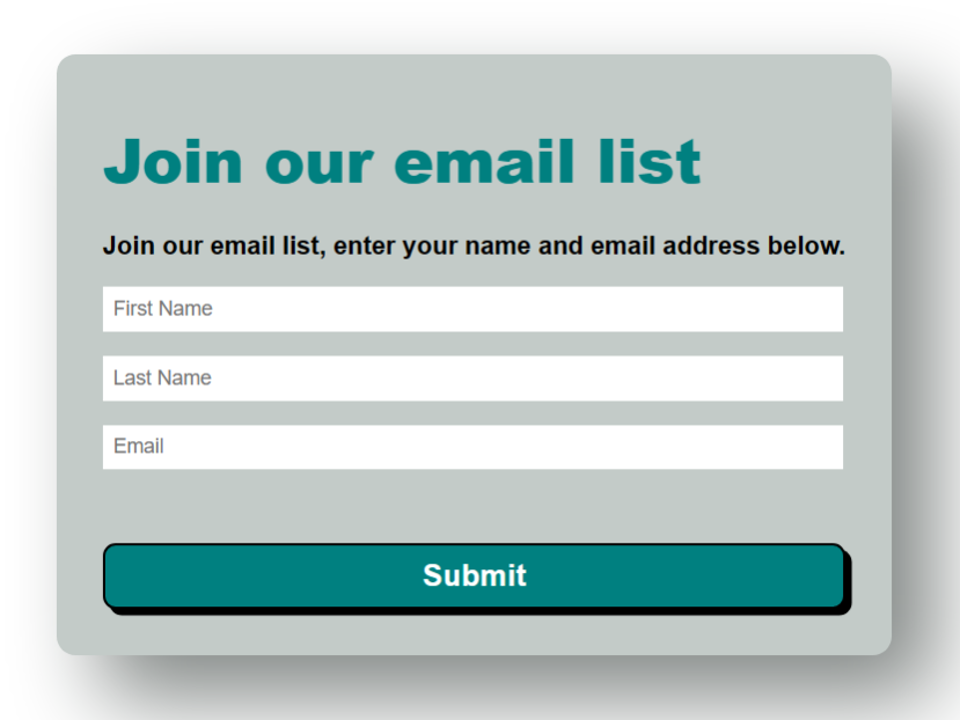 Join our email list
Join our email list, enter your name and email address below.
First Name
Last Name
Email
Submit